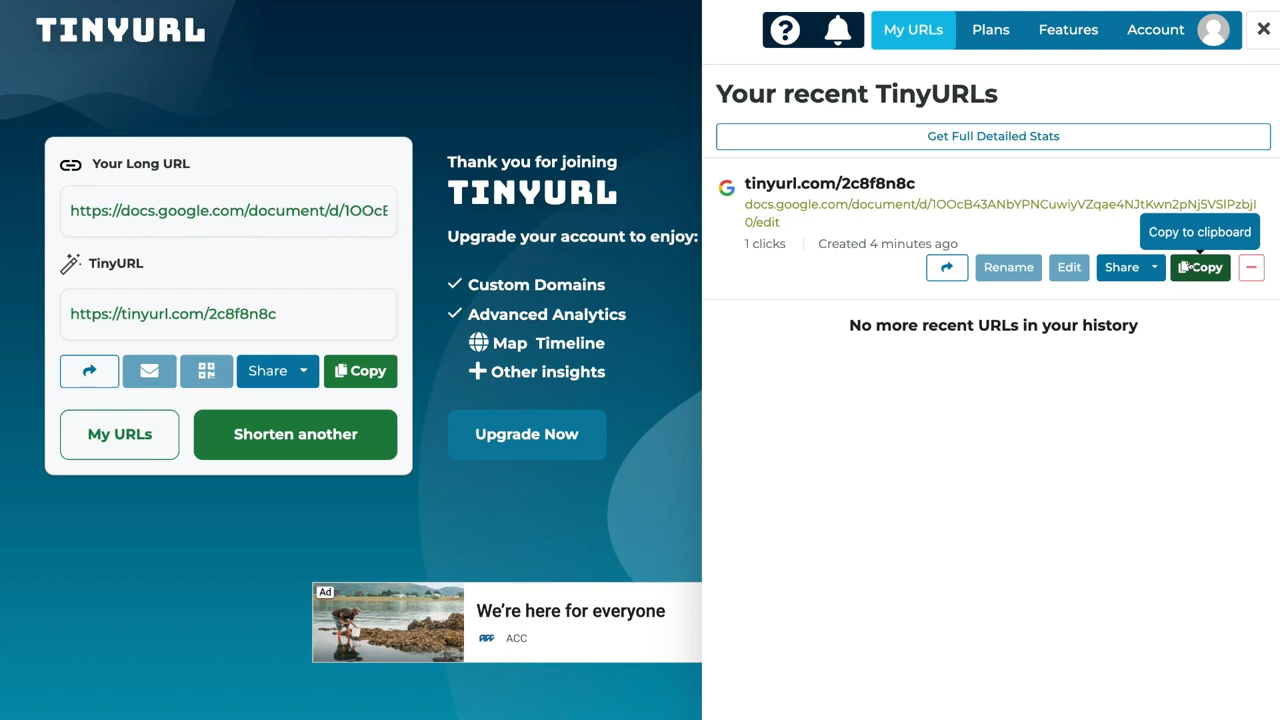 TINYURL
My URLs
Plans
Features
Account
Your recent TinyURLs
Get Full Detailed Stats
Your Long URL
https://docs.google.com/document/d/1OOcB
TinyURL
https://tinyurl.com/2c8f8n8c
Share
Copy
My URLs
Shorten another
Thank you for joining
TINYURL
Upgrade your account to enjoy:
Custom Domains
Advanced Analytics
Map Timeline
Other insights
Upgrade Now
tinyurl.com/2c8f8n8c
docs.google.com/document/d/1OOcB43ANbYPNCuwiyVZqae4NJtKwn2pNj5VSlPzbjI
0/edit
Copy to clipboard
1 clicks
Created 4 minutes ago
Rename
Edit
Share
Copy
No more recent URLs in your history
Ad
We're here for everyone
ACC